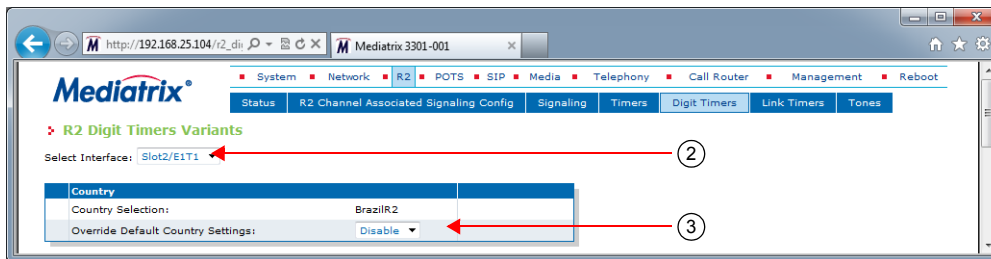 http://192.168.25.104/r2_di
Mediatrix 3301-001
Mediatrix®
System Network R2 POTS SIP Media Telephony Call Router Management Reboot
Status R2 Channel Associated Signaling Config Signaling Timers Digit Timers Link Timers Tones
R2 Digit Timers Variants
Select Interface: Slot2/E1T1
2
Country
Country Selection: BrazilR2
Override Default Country Settings: Disable
3